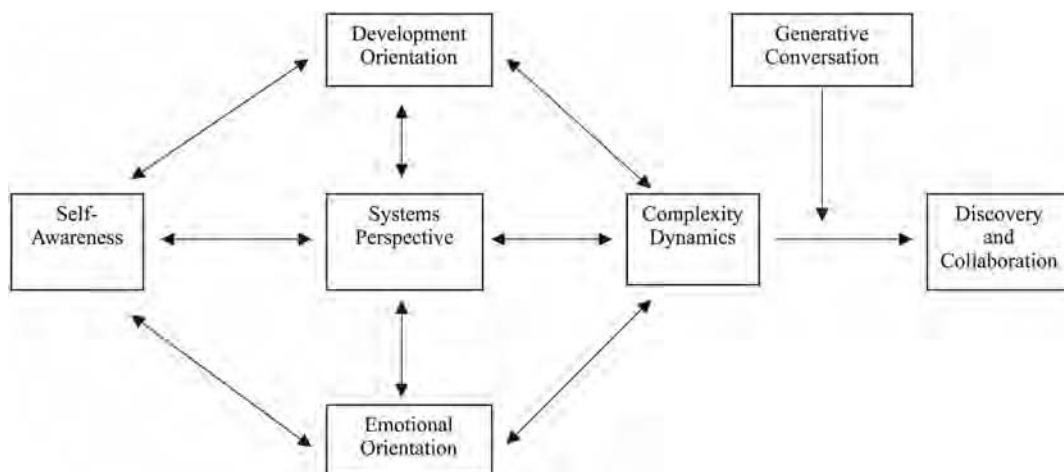 Development
Orientation
Generative
Conversation
Self-
Awareness
Systems
Perspective
Complexity
Dynamics
Discovery
and
Collaboration
Emotional
Orientation